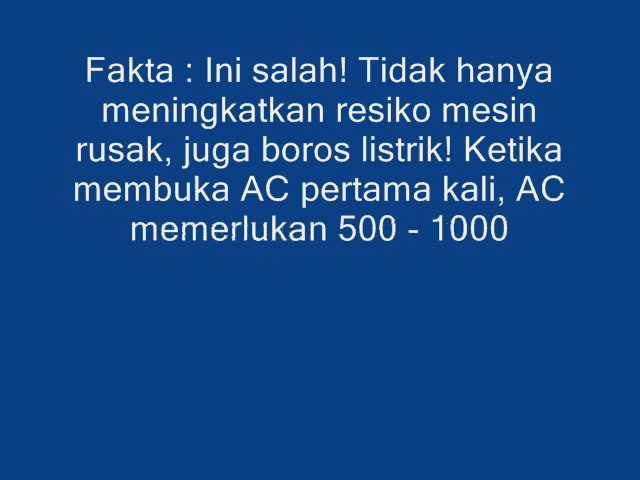 Fakta : Ini salah! Tidak hanya
meningkatkan resiko mesin
rusak, juga boros listrik! Ketika
membuka AC pertama kali, AC
memerlukan 500 - 1000